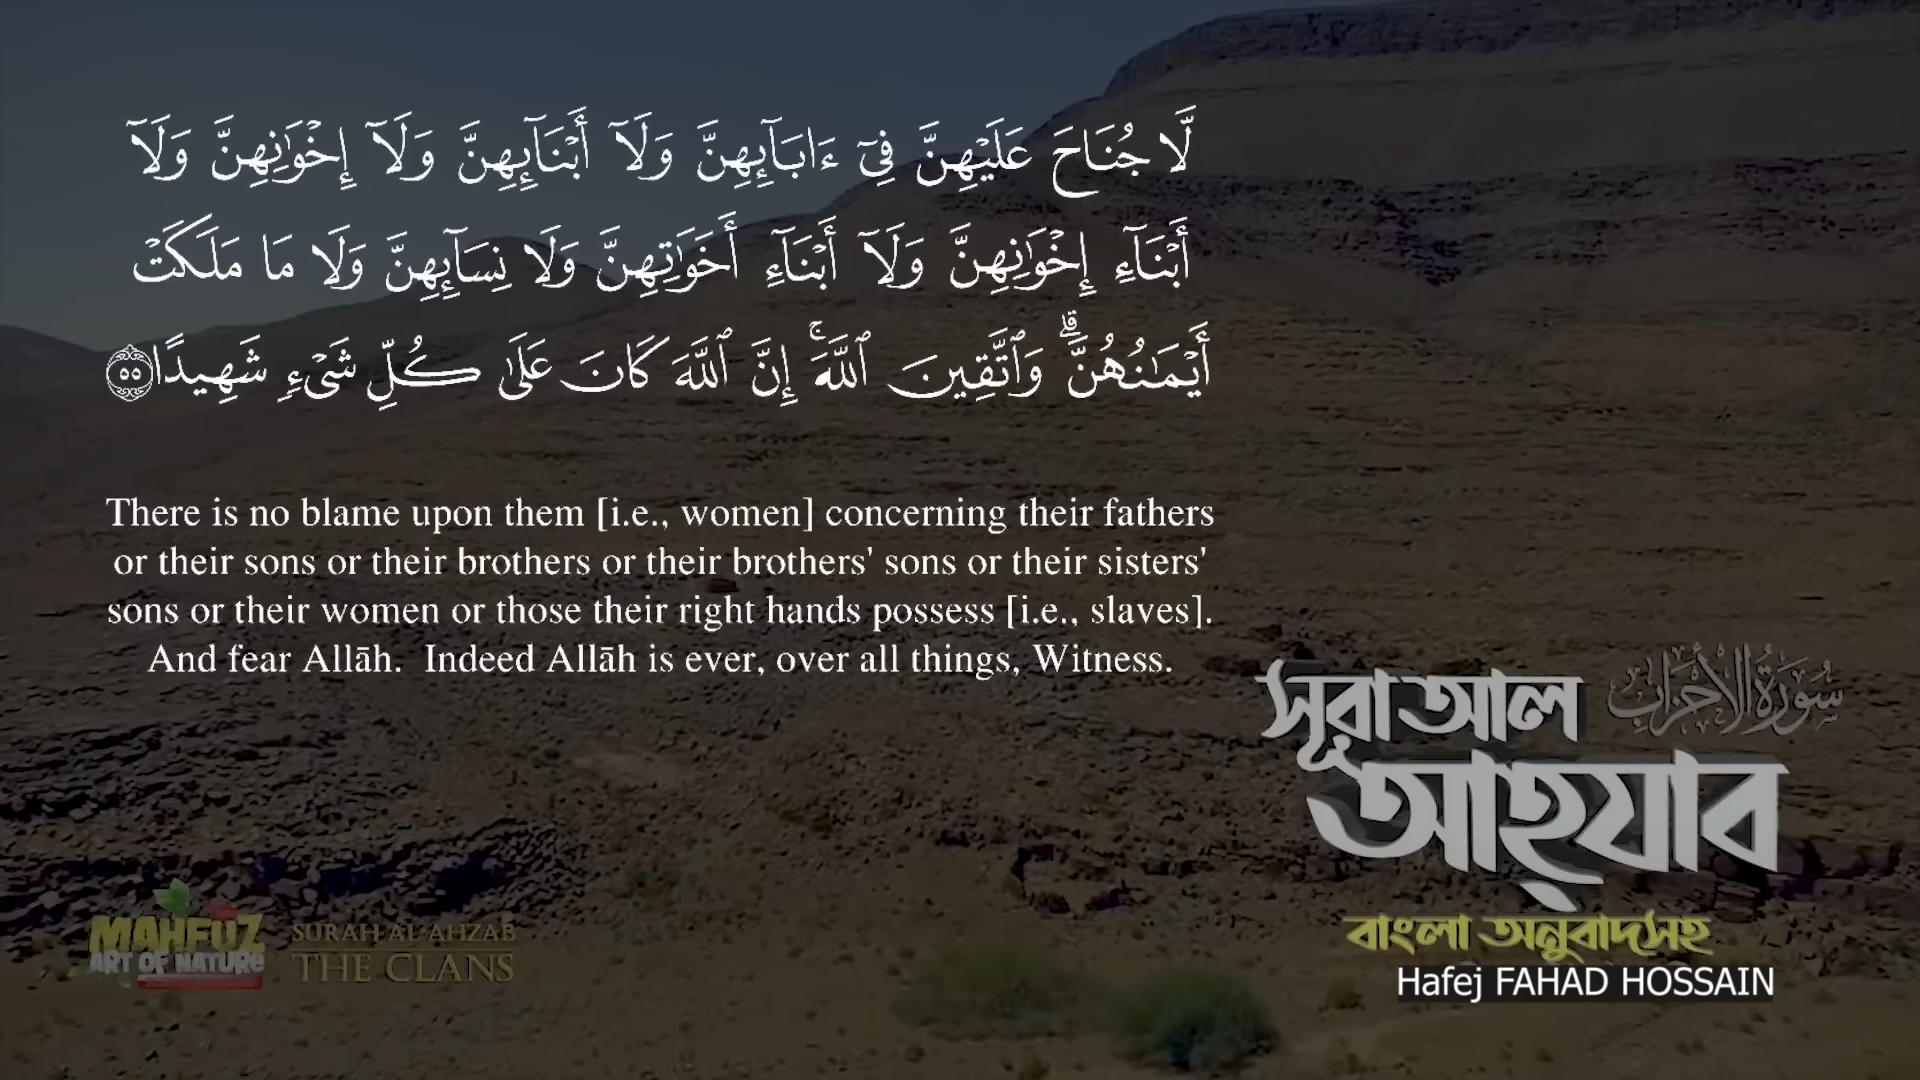 لَّا جُنَاحَ عَلَيْهِنَّ فِىٓ ءَابَآئِهِنَّ وَلَآ أَبْنَآئِهِنَّ وَلَآ إِخْوَٰنِهِنَّ وَلَآ
أَبْنَآءِ إِخْوَٰنِهِنَّ وَلَآ أَبْنَآءِ أَخَوَٰتِهِنَّ وَلَا نِسَآئِهِنَّ وَلَا مَا مَلَكَتْ
أَيْمَـٰنُهُنَّ ۗ وَٱتَّقِينَ ٱللَّهَ ۚ إِنَّ ٱللَّهَ كَانَ عَلَىٰ كُلِّ شَىْءٍ شَهِيدًا ٥٥
There is no blame upon them [i.e., women] concerning their fathers
or their sons or their brothers or their brothers' sons or their sisters'
sons or their women or those their right hands possess [i.e., slaves].
And fear Allāh. Indeed Allāh is ever, over all things, Witness.
সূরা আল
سُورَةُ الْأَحْزَاب
আহযাব
বাংলা অনুবাদসহ
Hafej FAHAD HOSSAIN
MAHFUZ
ART OF NATURE
SURAH AL-AHZAB
THE CLANS